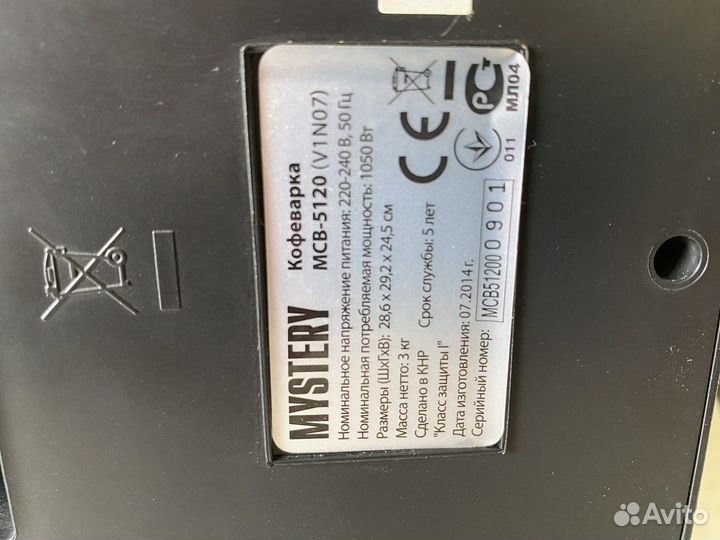 MYSTERY
Кофеварка
MCB-5120 (V1N07)
Номинальное напряжение питания: 220-240 В, 50 Гц
Номинальная потребляемая мощность: 1050 Вт
Размеры (ШхГхВ): 28,6 x 29,2 x 24,5 см
Масса нетто: 3 кг
Сделано в КНР Срок службы: 5 лет
"Класс защиты I"
Дата изготовления: 07.2014 г.
Серийный номер: MCB51200 0 9 0 1
CE
РСТ
МЛ04
011
Avito